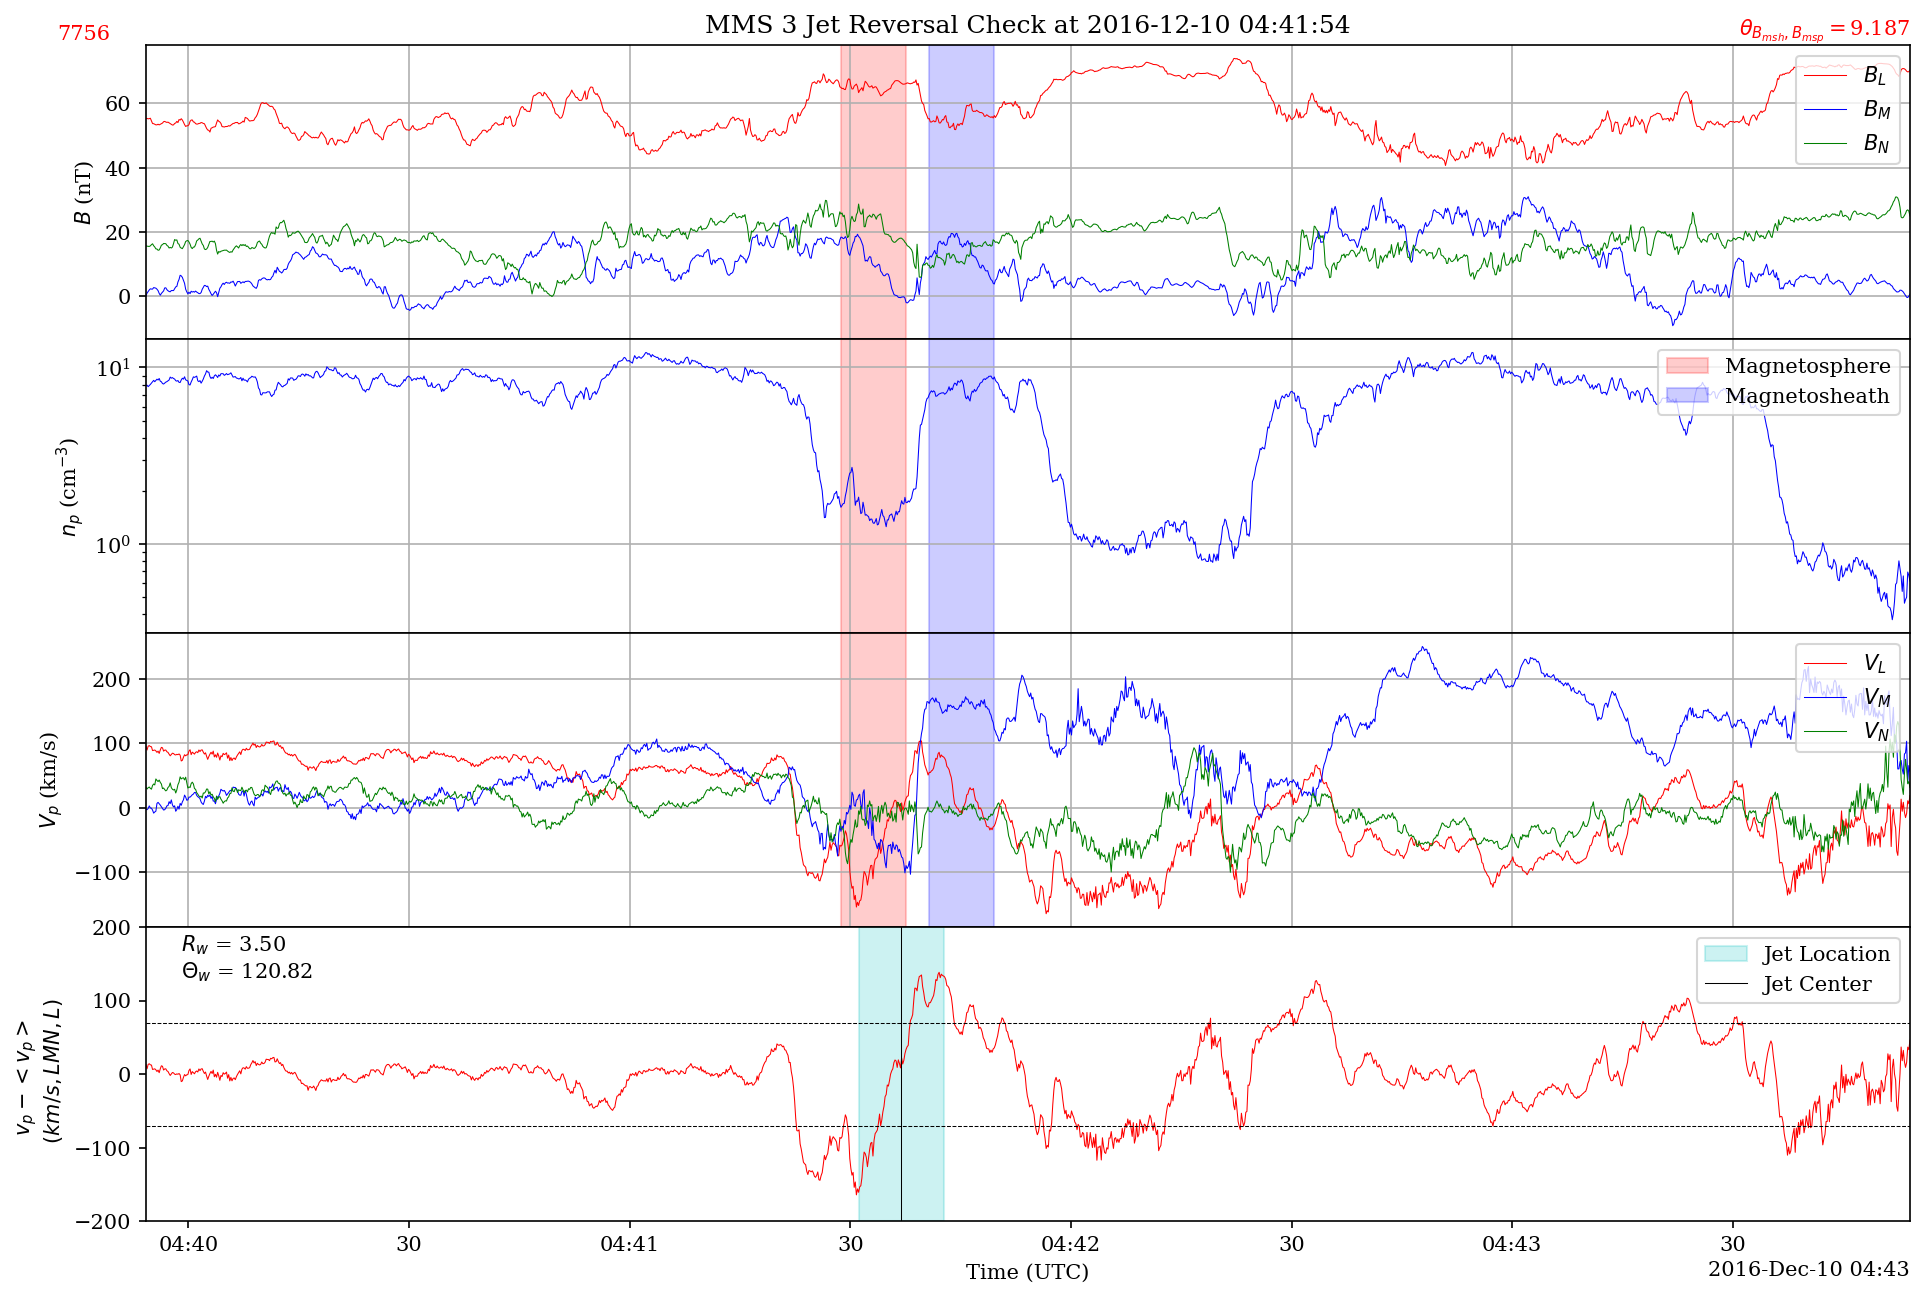 7756
MMS 3 Jet Reversal Check at 2016-12-10 04:41:54
θ_{B_{msh}, B_{msp}} = 9.187
B (nT)
60
40
20
0
B_L
B_M
B_N
n_p (cm^{−3})
10^1
10^0
Magnetosphere
Magnetosheath
V_p (km/s)
200
100
0
−100
V_L
V_M
V_N
v_p − < v_p >
(km/s, LMN, L)
200
100
0
−100
−200
R_w = 3.50
Θ_w = 120.82
Jet Location
Jet Center
04:40
30
04:41
30
04:42
30
04:43
30
Time (UTC)
2016-Dec-10 04:43